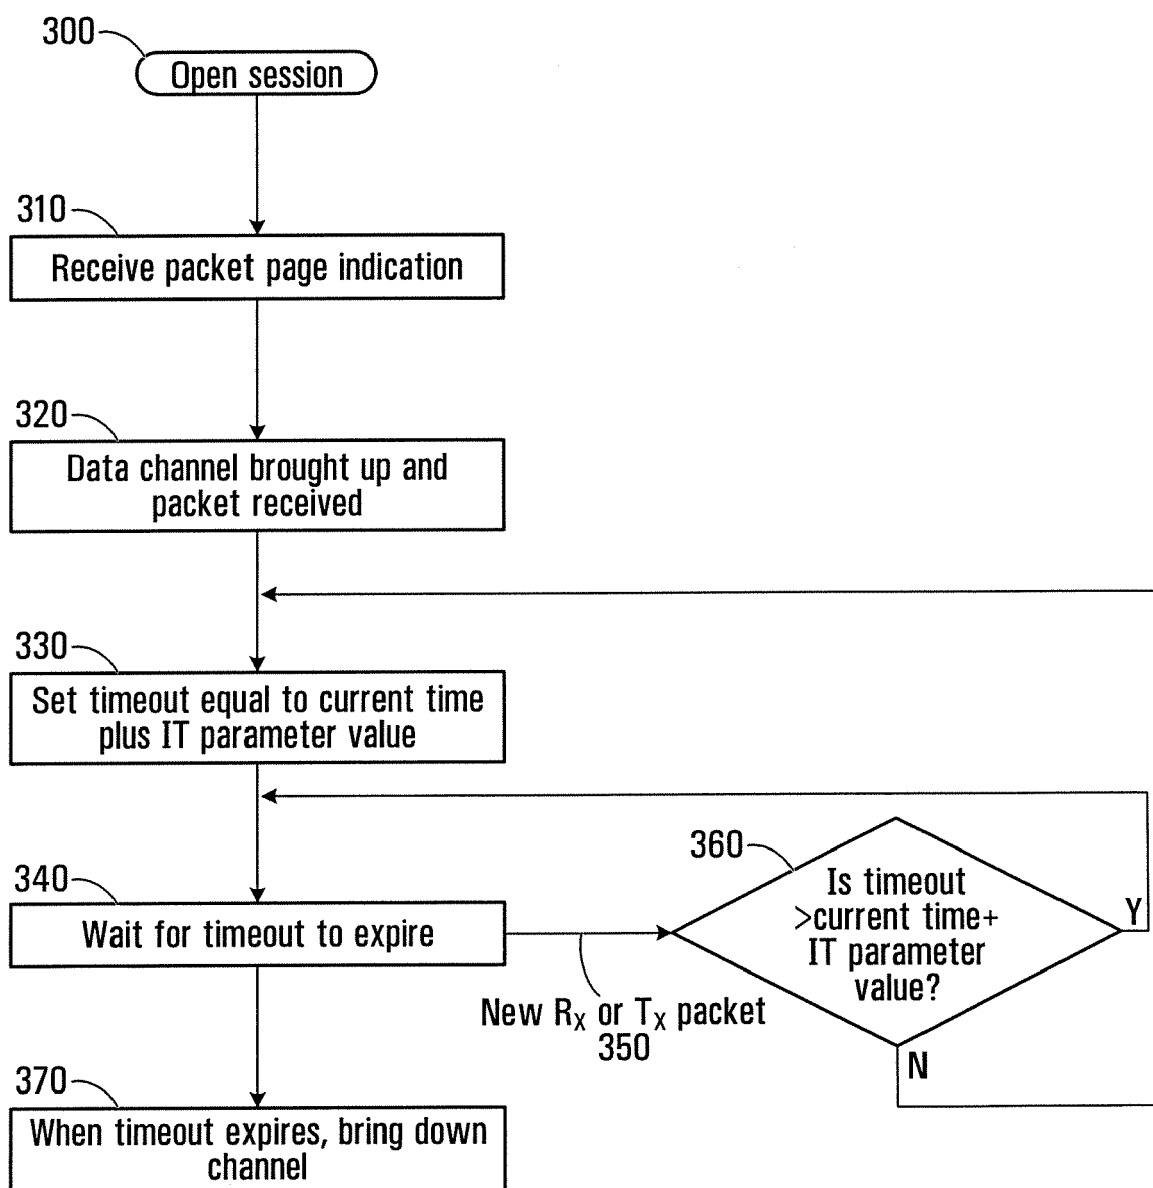 300
Open session
310
Receive packet page indication
320
Data channel brought up and
packet received
330
Set timeout equal to current time
plus IT parameter value
340
Wait for timeout to expire
New Rx or Tx packet
350
360
Is timeout
>current time+
IT parameter
value?
Y
N
370
When timeout expires, bring down
channel